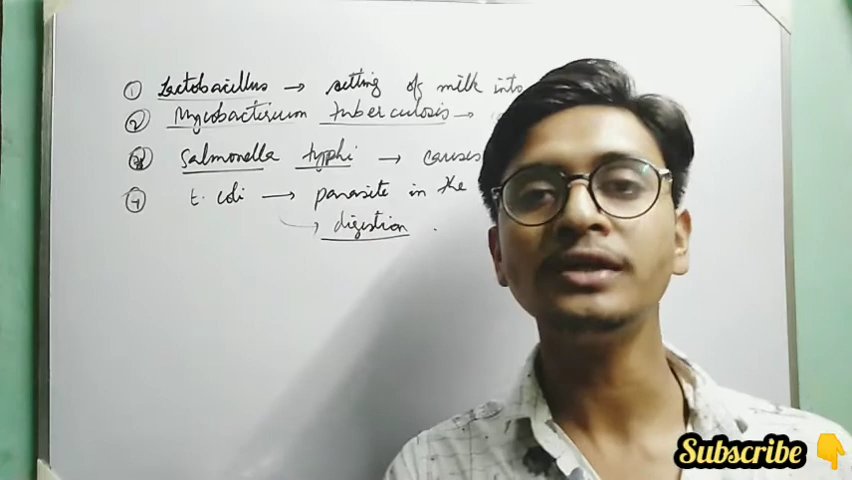 ① Lactobacillus → setting of milk into
② Mycobacterium tuberculosis →
③ Salmonella typhi → causes
④ E. coli → parasite in the
→ digestion .
Subscribe 👇